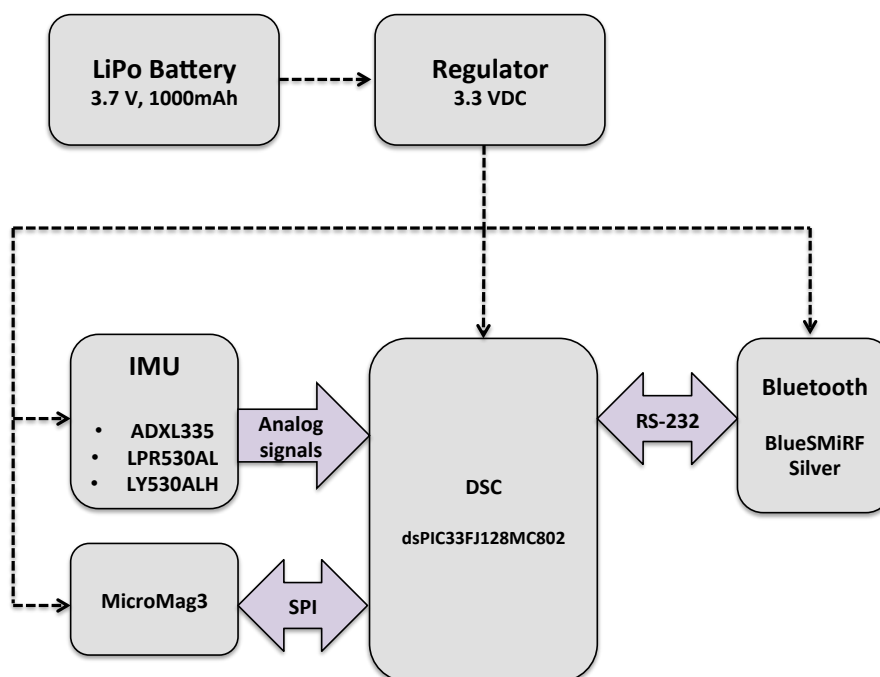 LiPo Battery
3.7 V, 1000mAh
Regulator
3.3 VDC
IMU
• ADXL335
• LPR530AL
• LY530ALH
Analog
signals
DSC
dsPIC33FJ128MC802
RS-232
Bluetooth
BlueSMiRF
Silver
MicroMag3
SPI